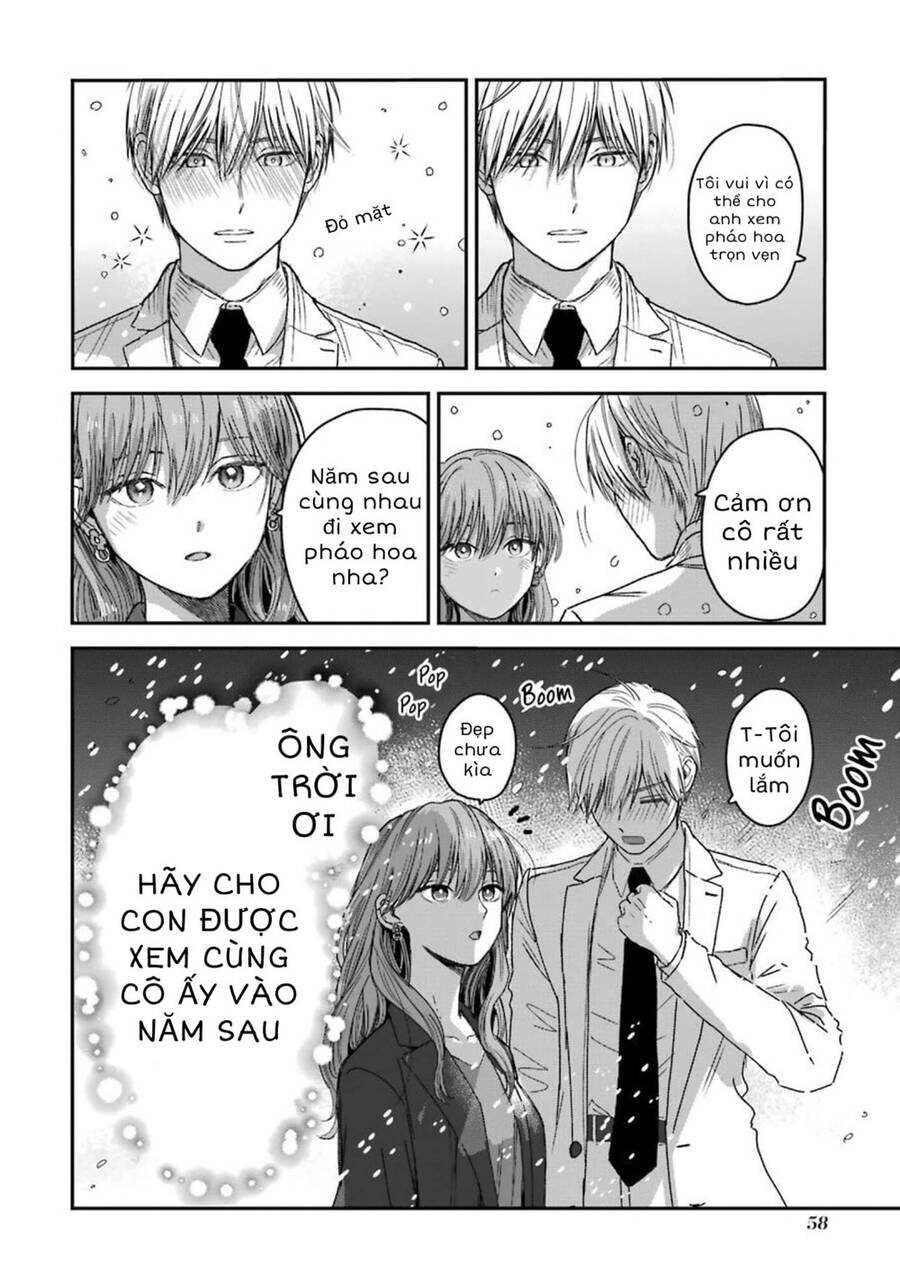 Tôi vui vì có
thể cho
anh xem
pháo hoa
trọn vẹn
Đỏ mặt
Cảm ơn
cô rất
nhiều
Năm sau
cùng nhau
đi xem
pháo hoa
nha?
Boom
T-Tôi
muốn
lắm
Boom
Đẹp
chưa
kìa
Pop
Pop
ÔNG
TRỜI
ƠI
HÃY CHO
CON ĐƯỢC
XEM CÙNG
CÔ ẤY VÀO
NĂM SAU
58